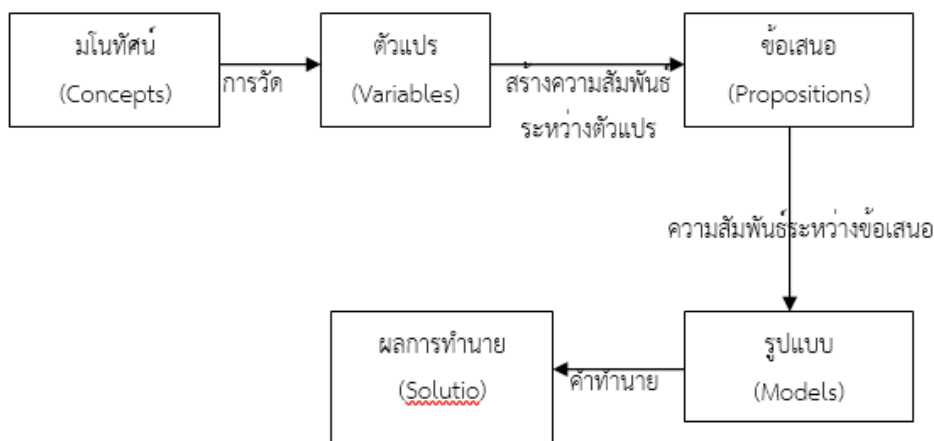 มโนทัศน์
(Concepts)
การวัด
ตัวแปร
(Variables)
สร้างความสัมพันธ์
ระหว่างตัวแปร
ข้อเสนอ
(Propositions)
ความสัมพันธ์ระหว่างข้อเสนอ
รูปแบบ
(Models)
คำทำนาย
ผลการทำนาย
(Solutio)